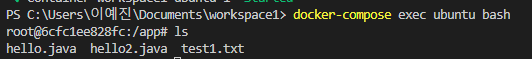 PS C:\Users\이예진\Documents\workspace1> docker-compose exec ubuntu bash
root@6cfc1ee828fc:/app# ls
hello.java  hello2.java  test1.txt